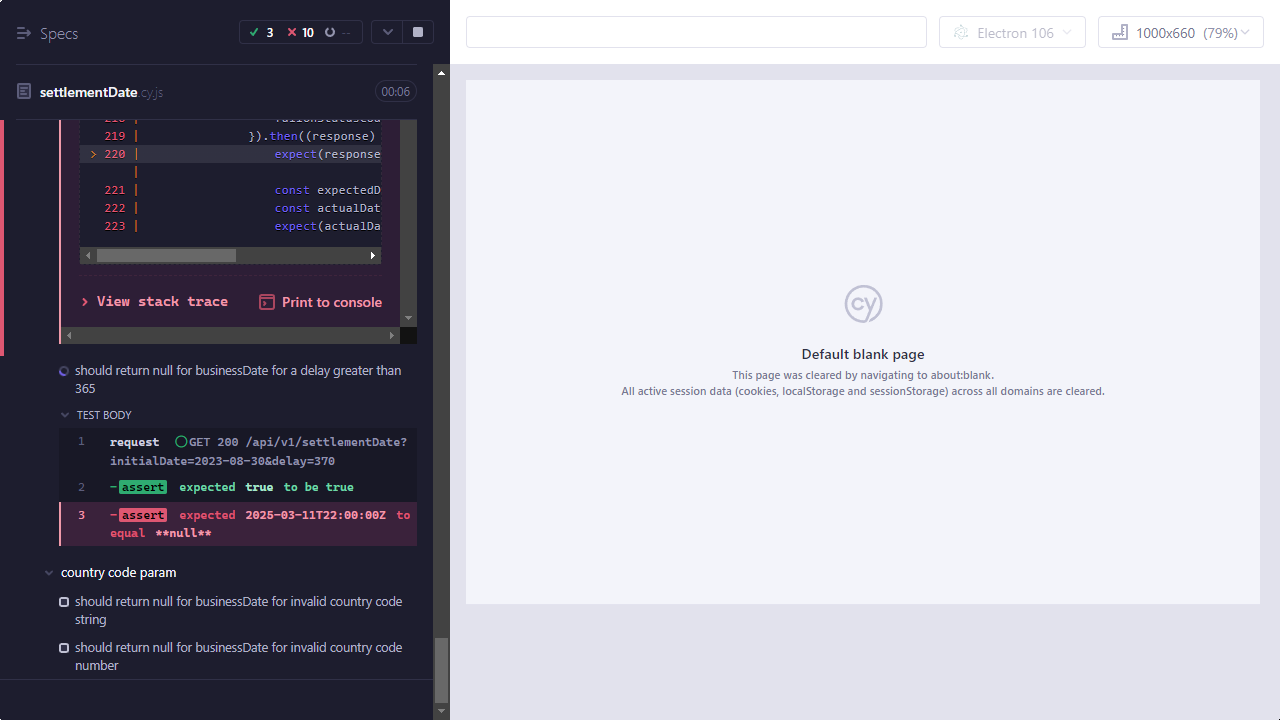 Specs
3 10 --
Electron 106
1000x660 (79%)
settlementDate.cy.js
00:06
219 | }).then((response)
> 220 | expect(response
|
221 | const expectedD
222 | const actualDat
223 | expect(actualDa
View stack trace
Print to console
should return null for businessDate for a delay greater than
365
TEST BODY
1 request GET 200 /api/v1/settlementDate?
initialDate=2023-08-30&delay=370
2 -assert expected true to be true
3 -assert expected 2025-03-11T22:00:00Z to
equal **null**
country code param
should return null for businessDate for invalid country code
string
should return null for businessDate for invalid country code
number
cy
Default blank page
This page was cleared by navigating to about:blank.
All active session data (cookies, localStorage and sessionStorage) across all domains are cleared.